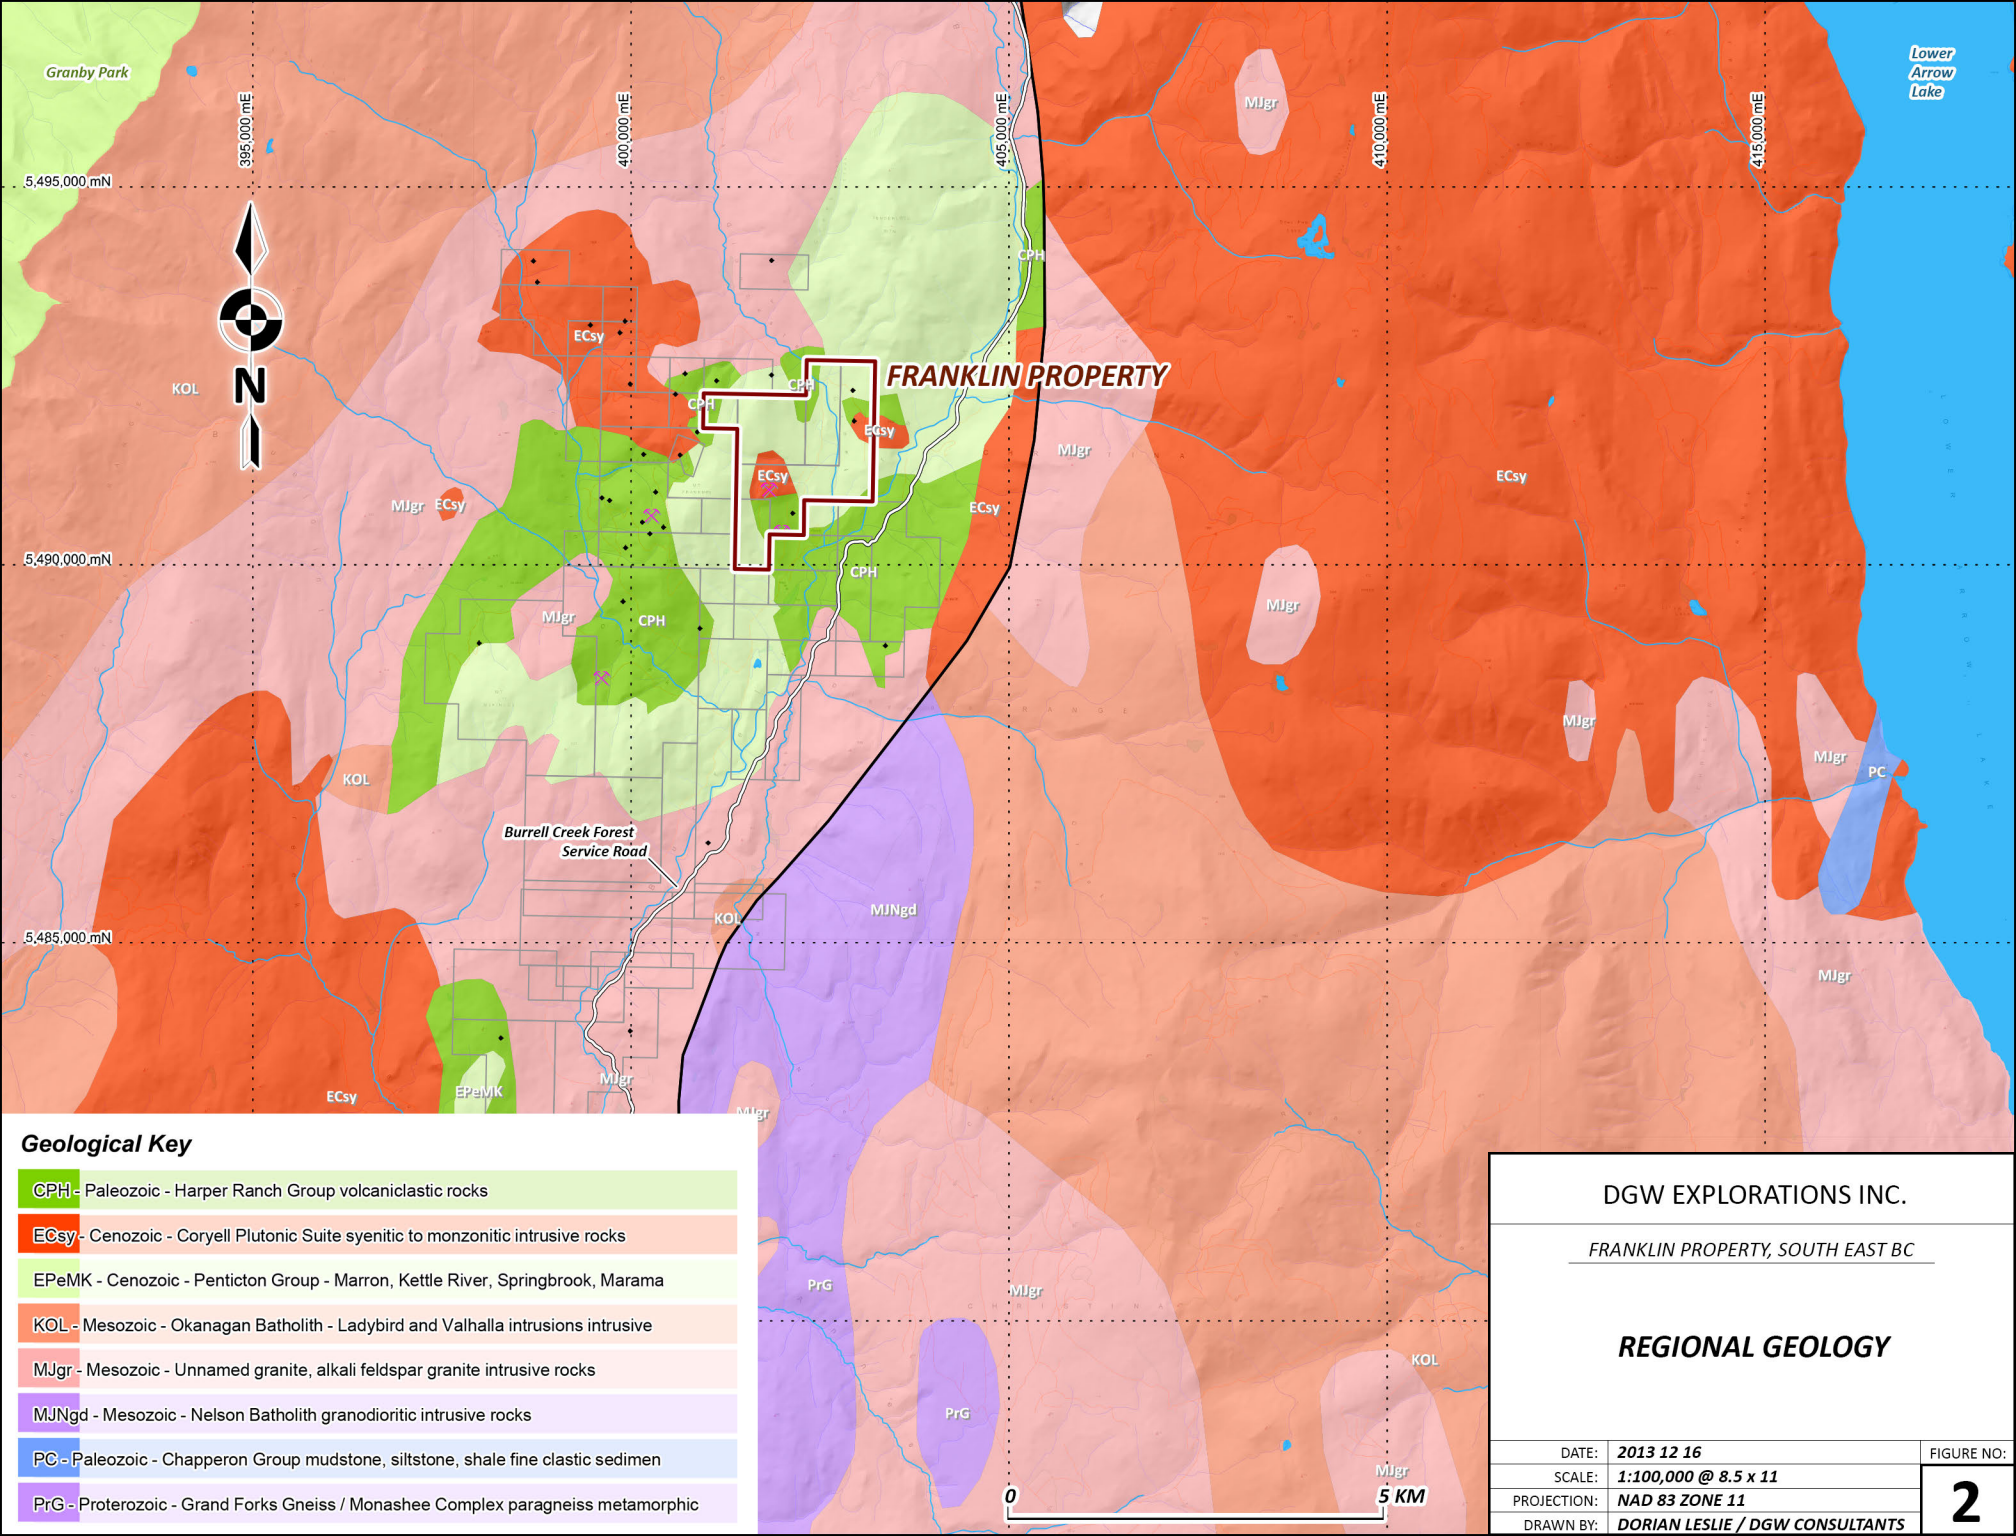 Granby Park
Lower
Arrow
Lake
395,000 mE
400,000 mE
405,000 mE
410,000 mE
415,000 mE
5,495,000 mN
5,490,000 mN
5,485,000 mN
N
MJgr
CPH
ECsy
KOL
CPH
CPH
FRANKLIN PROPERTY
ECsy
MJgr
ECsy
ECsy
MJgr
ECsy
ECsy
CPH
MJgr
MJgr
CPH
MJgr
MJgr
PC
KOL
Burrell Creek Forest
Service Road
MJNgd
KOL
MJgr
ECsy
EPeMK
MJgr
MJgr
PrG
MJgr
CHRISTINA
RANGE
KOL
PrG
MJgr
Geological Key
CPH - Paleozoic - Harper Ranch Group volcaniclastic rocks
ECsy - Cenozoic - Coryell Plutonic Suite syenitic to monzonitic intrusive rocks
EPeMK - Cenozoic - Penticton Group - Marron, Kettle River, Springbrook, Marama
KOL - Mesozoic - Okanagan Batholith - Ladybird and Valhalla intrusions intrusive
MJgr - Mesozoic - Unnamed granite, alkali feldspar granite intrusive rocks
MJNgd - Mesozoic - Nelson Batholith granodioritic intrusive rocks
PC - Paleozoic - Chapperon Group mudstone, siltstone, shale fine clastic sedimen
PrG - Proterozoic - Grand Forks Gneiss / Monashee Complex paragneiss metamorphic
0
5 KM
DGW EXPLORATIONS INC.
FRANKLIN PROPERTY, SOUTH EAST BC
REGIONAL GEOLOGY
DATE: 2013 12 16
SCALE: 1:100,000 @ 8.5 x 11
PROJECTION: NAD 83 ZONE 11
DRAWN BY: DORIAN LESLIE / DGW CONSULTANTS
FIGURE NO:
2